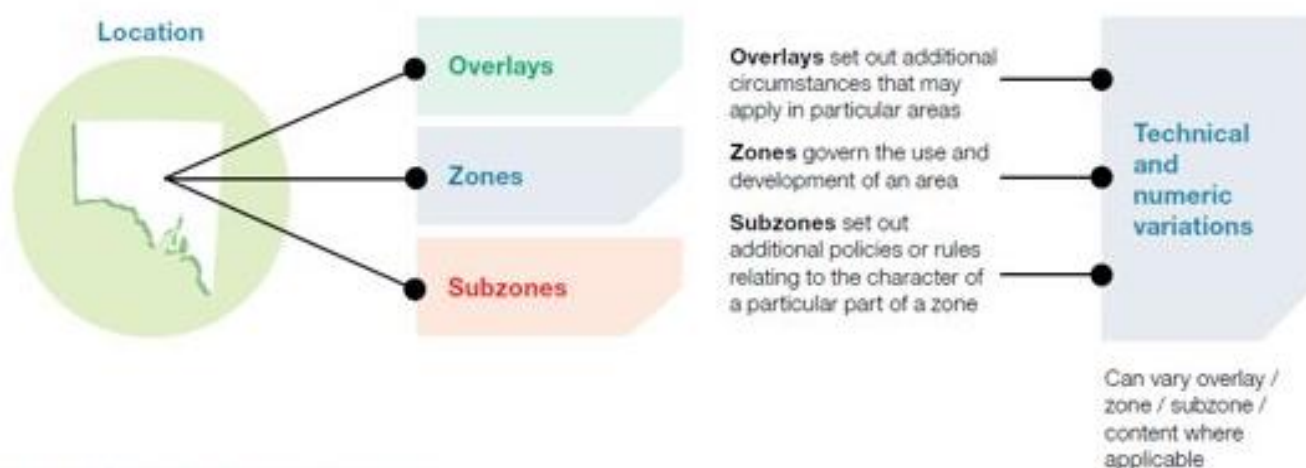 Location
Overlays
Zones
Subzones
Overlays set out additional
circumstances that may
apply in particular areas
Zones govern the use and
development of an area
Subzones set out
additional policies or rules
relating to the character of
a particular part of a zone
Technical
and
numeric
variations
Can vary overlay /
zone / subzone /
content where
applicable